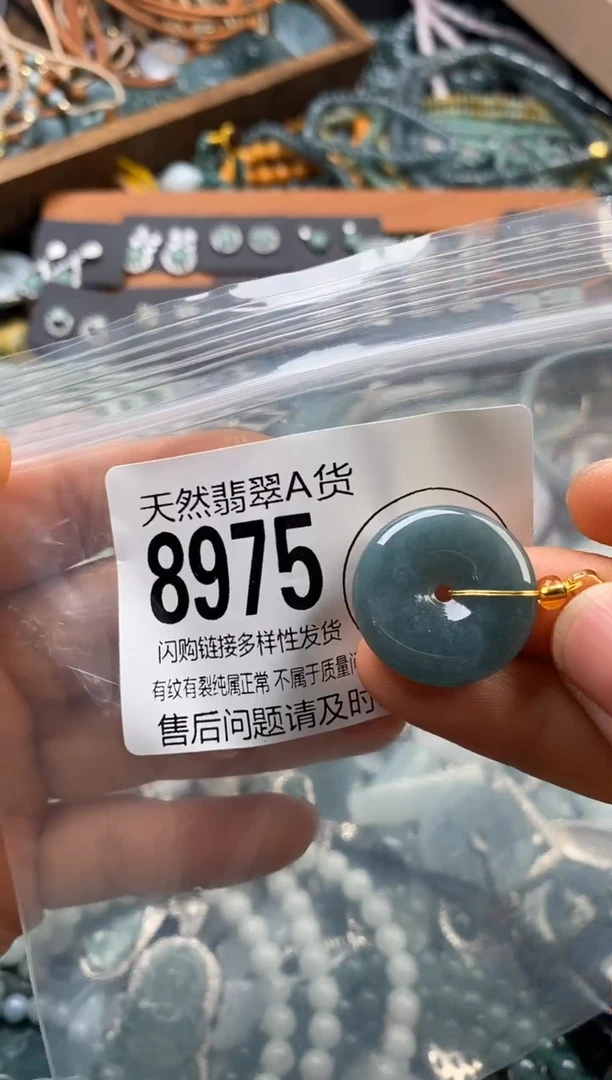 天然翡翠A货
8975
闪购链接多样性发货
有纹有裂纯属正常 不属于质量
售后问题请及时